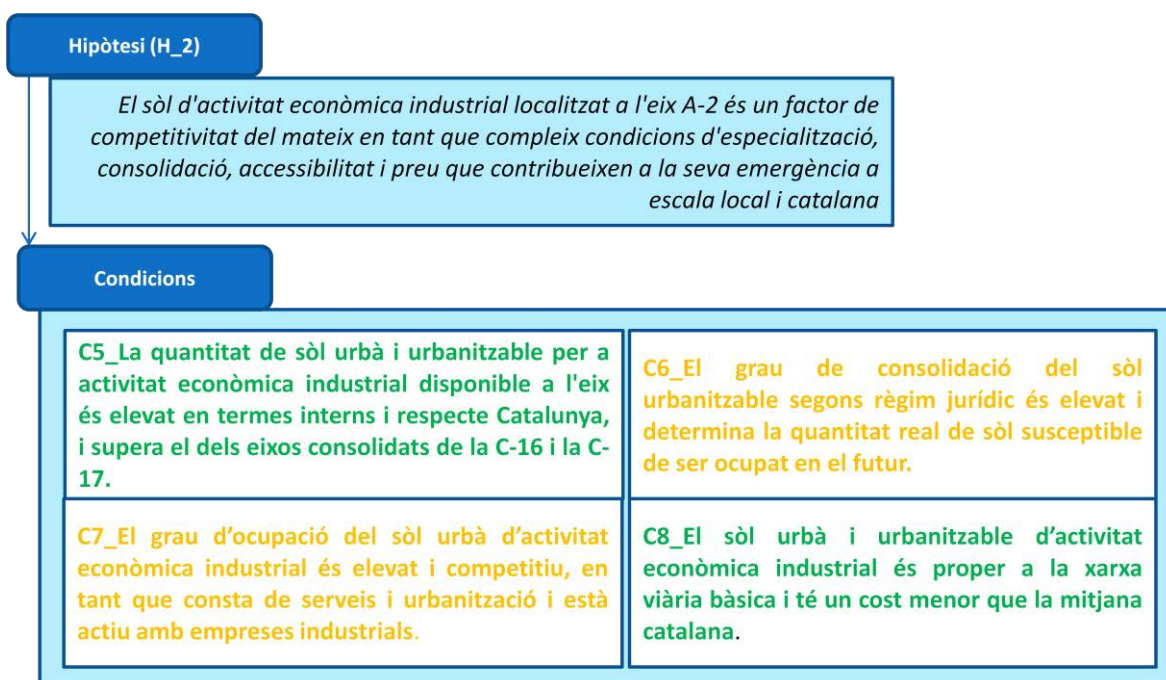 Hipòtesi (H_2)
El sòl d'activitat econòmica industrial localitzat a l'eix A-2 és un factor de
competitivitat del mateix en tant que compleix condicions d'especialització,
consolidació, accessibilitat i preu que contribueixen a la seva emergència a
escala local i catalana
Condicions
C5_La quantitat de sòl urbà i urbanitzable per a
activitat econòmica industrial disponible a l'eix
és elevat en termes interns i respecte Catalunya,
i supera el dels eixos consolidats de la C-16 i la C-
17.
C6_El grau de consolidació del sòl
urbanitzable segons règim jurídic és elevat i
determina la quantitat real de sòl susceptible
de ser ocupat en el futur.
C7_El grau d’ocupació del sòl urbà d’activitat
econòmica industrial és elevat i competitiu, en
tant que consta de serveis i urbanització i està
actiu amb empreses industrials.
C8_El sòl urbà i urbanitzable d’activitat
econòmica industrial és proper a la xarxa
viària bàsica i té un cost menor que la mitjana
catalana.